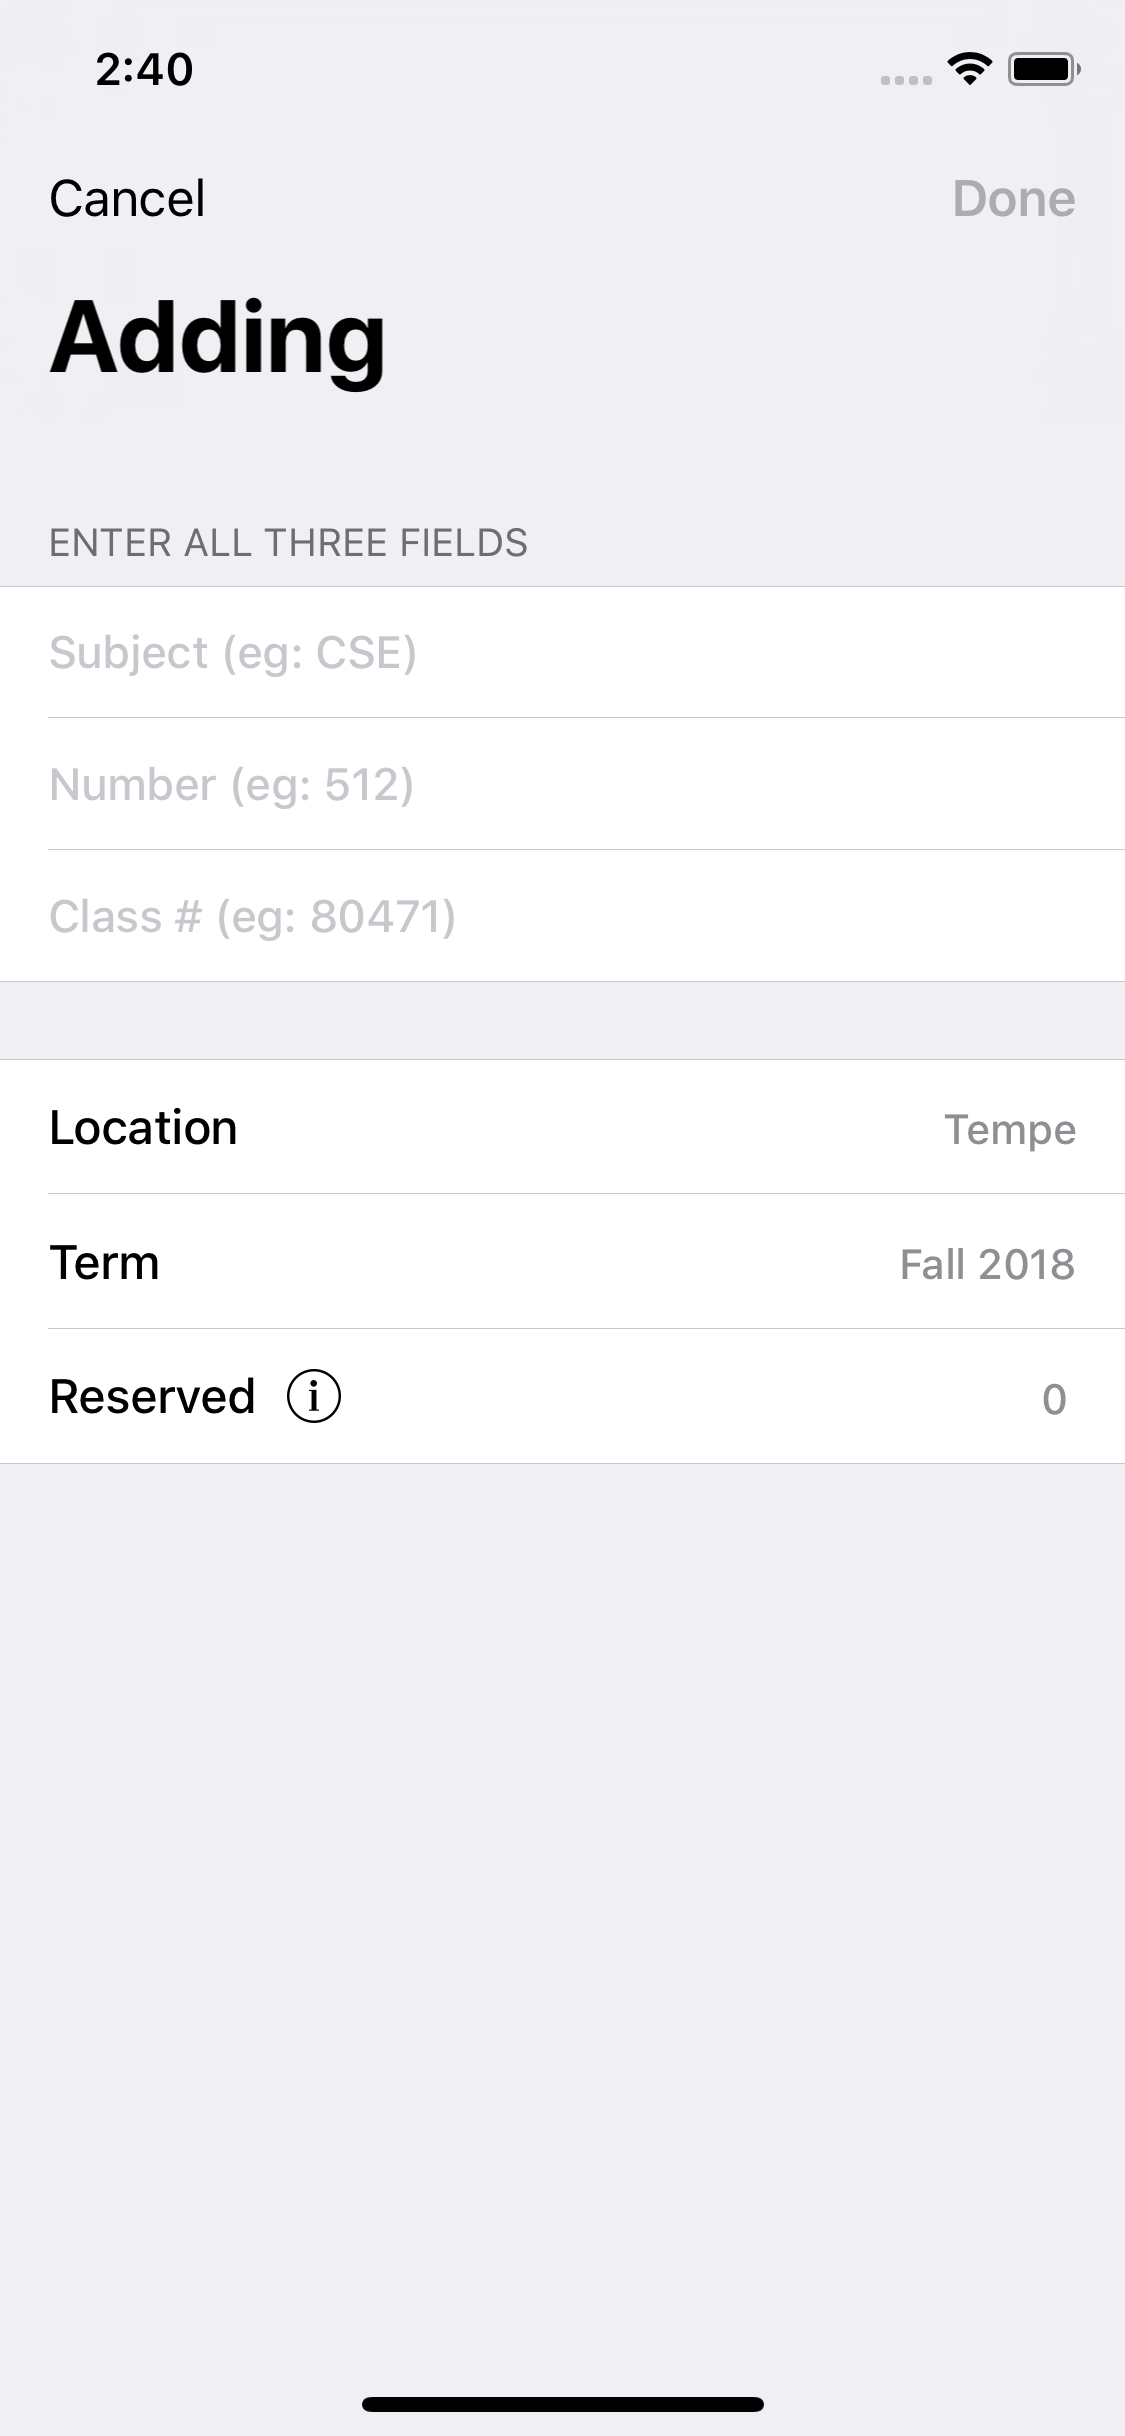 2:40
Cancel Done
Adding
ENTER ALL THREE FIELDS
Subject (eg: CSE)
Number (eg: 512)
Class # (eg: 80471)
Location Tempe
Term Fall 2018
Reserved i 0